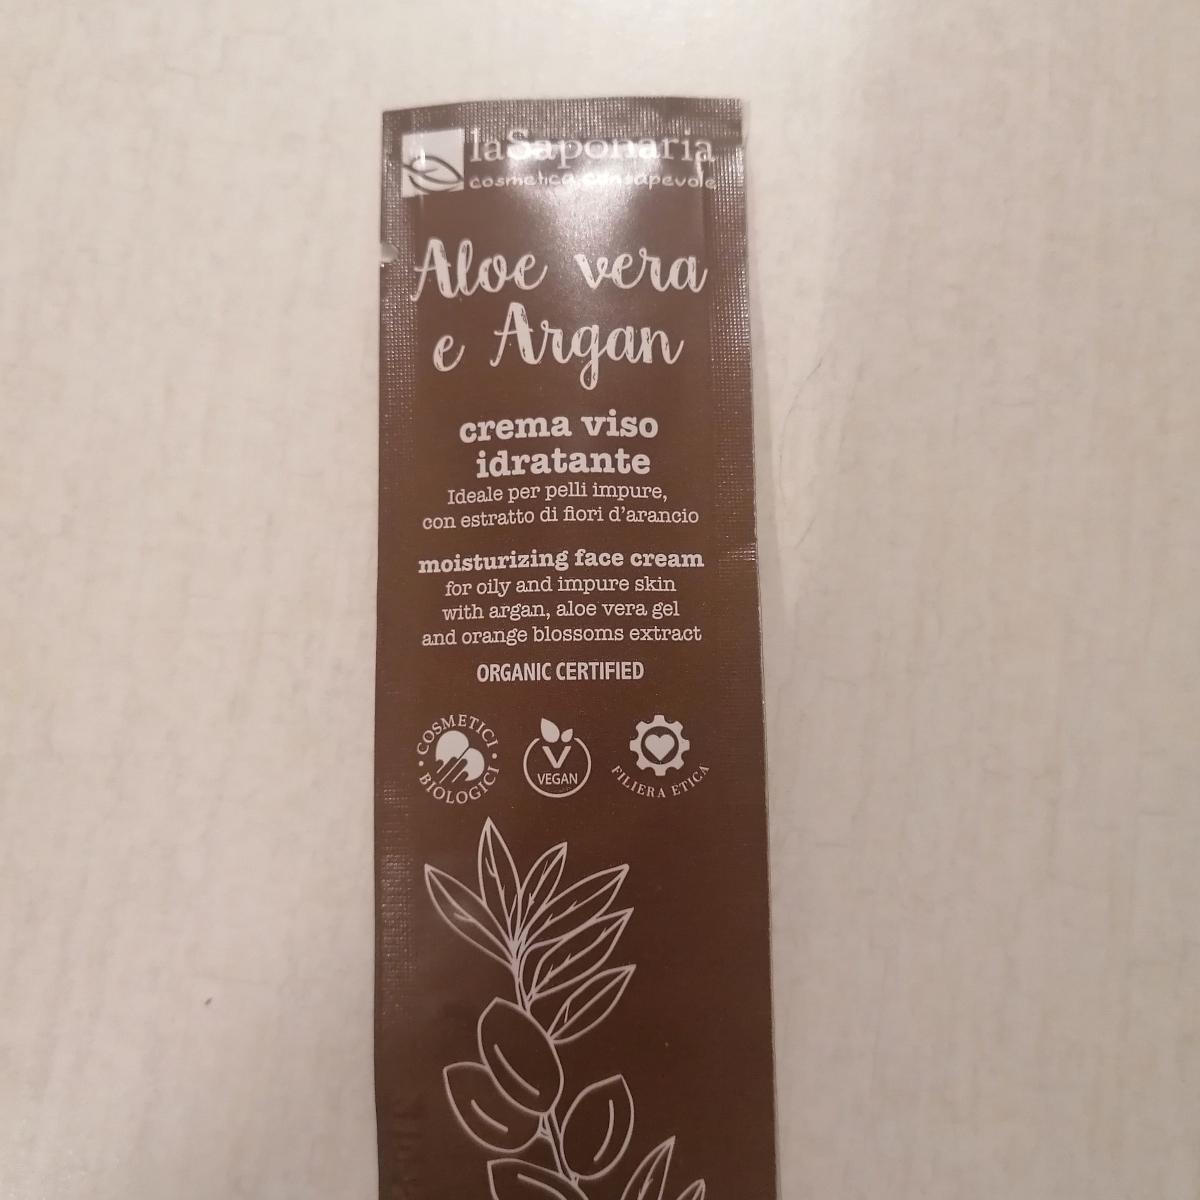 laSaponaria
cosmetica consapevole
Aloe vera
e Argan
crema viso
idratante
Ideale per pelli impure,
con estratto di fiori d'arancio
moisturizing face cream
for oily and impure skin
with argan, aloe vera gel
and orange blossoms extract
ORGANIC CERTIFIED
COSMETICI
BIOLOGICI
V
VEGAN
FILIERA ETICA